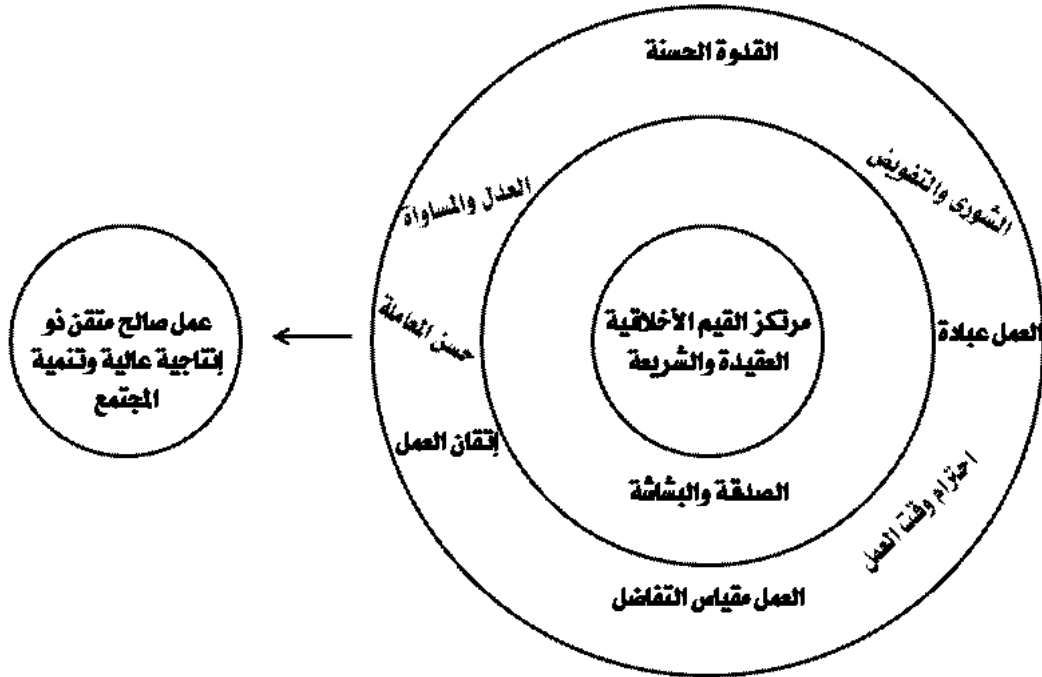 القدوة الحسنة
الشورى والتفويض
العدل والمساواة
مرتكز القيم الأخلاقية
العقيدة والشريعة
العمل عبادة
حسن المعاملة
عمل صالح متقن ذو
إنتاجية عالية وتنمية
المجتمع
إتقان العمل
الصدقة والبشاشة
احترام وقت العمل
العمل مقياس التفاضل